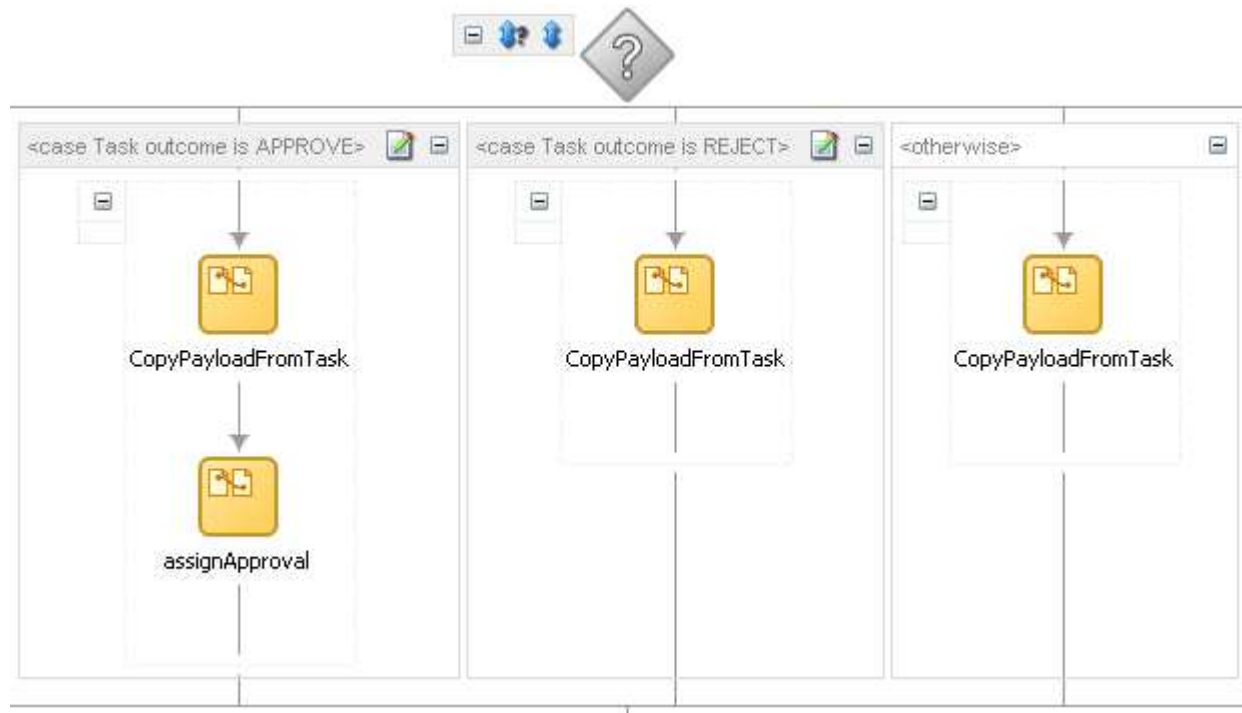 <case Task outcome is APPROVE>
<case Task outcome is REJECT>
<otherwise>
CopyPayloadFromTask
CopyPayloadFromTask
CopyPayloadFromTask
assignApproval